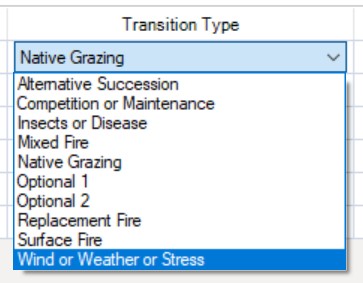 Transition Type
Native Grazing
Alternative Succession
Competition or Maintenance
Insects or Disease
Mixed Fire
Native Grazing
Optional 1
Optional 2
Replacement Fire
Surface Fire
Wind or Weather or Stress